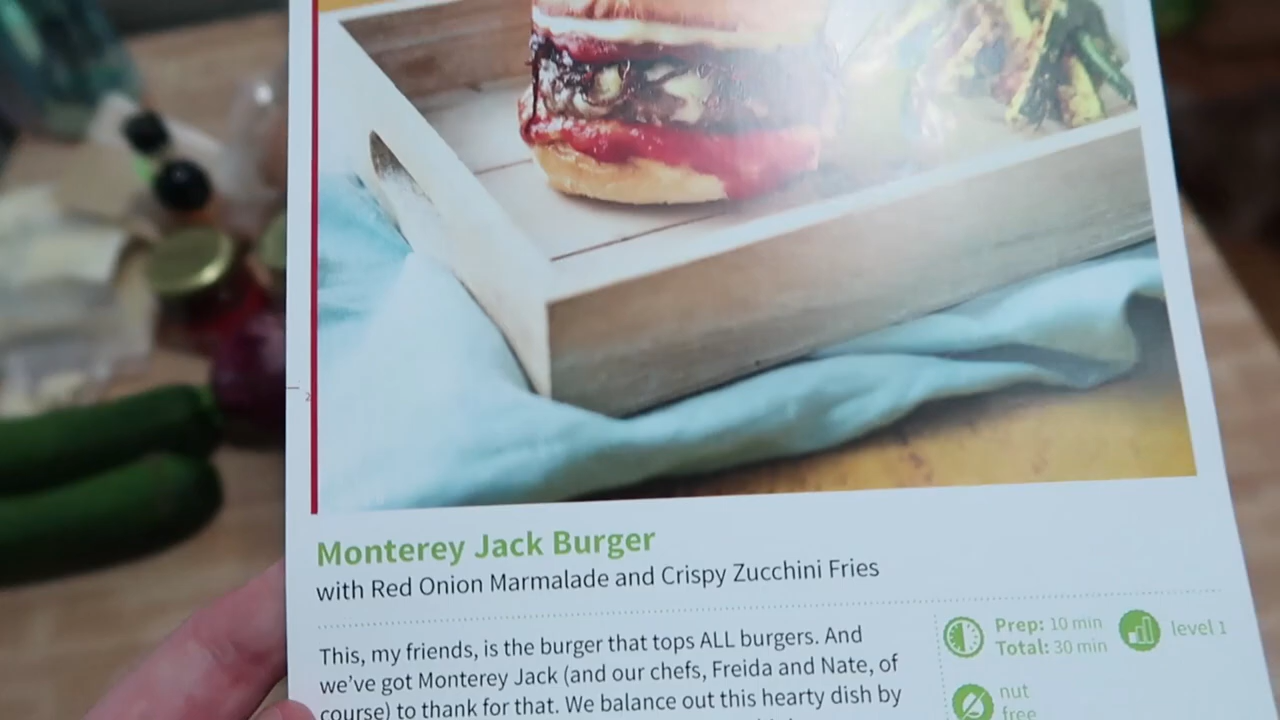 Monterey Jack Burger
with Red Onion Marmalade and Crispy Zucchini Fries
This, my friends, is the burger that tops ALL burgers. And
we've got Monterey Jack (and our chefs, Freida and Nate, of
course) to thank for that. We balance out this hearty dish by
Prep: 10 min
Total: 30 min
level 1
nut
free